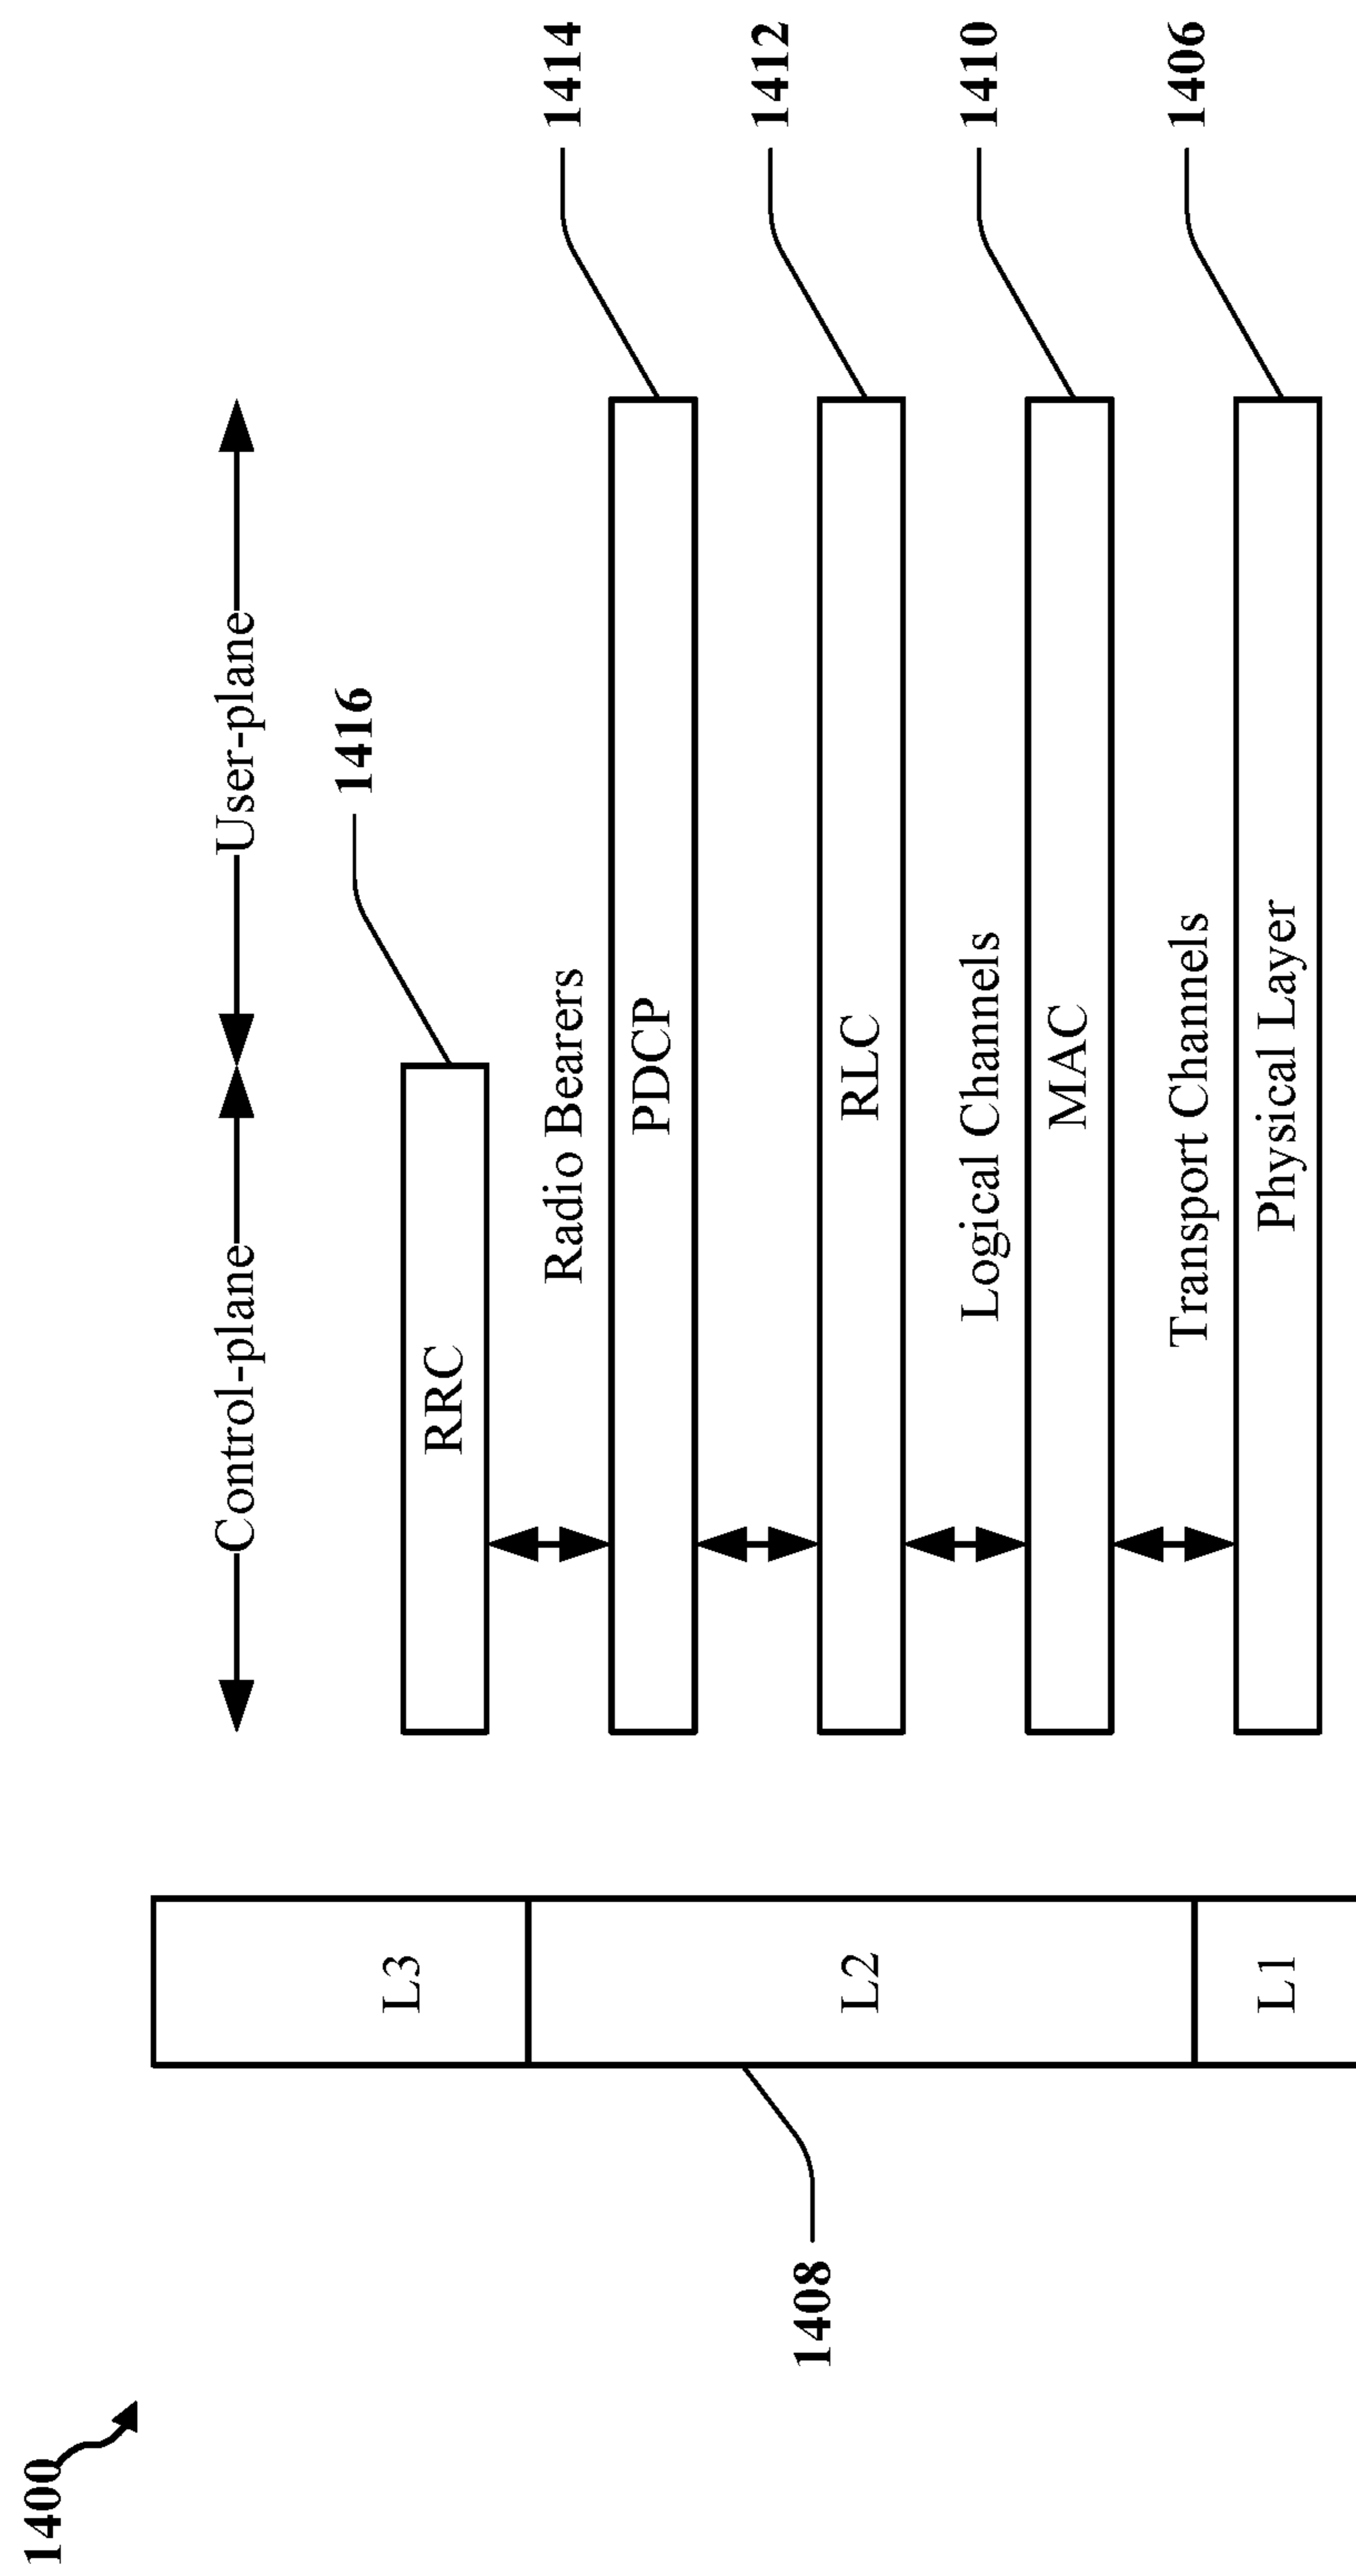 1400
Control-plane
User-plane
1416
L3
RRC
Radio Bearers
1414
PDCP
1408
L2
RLC
1412
Logical Channels
1410
MAC
Transport Channels
1406
L1
Physical Layer